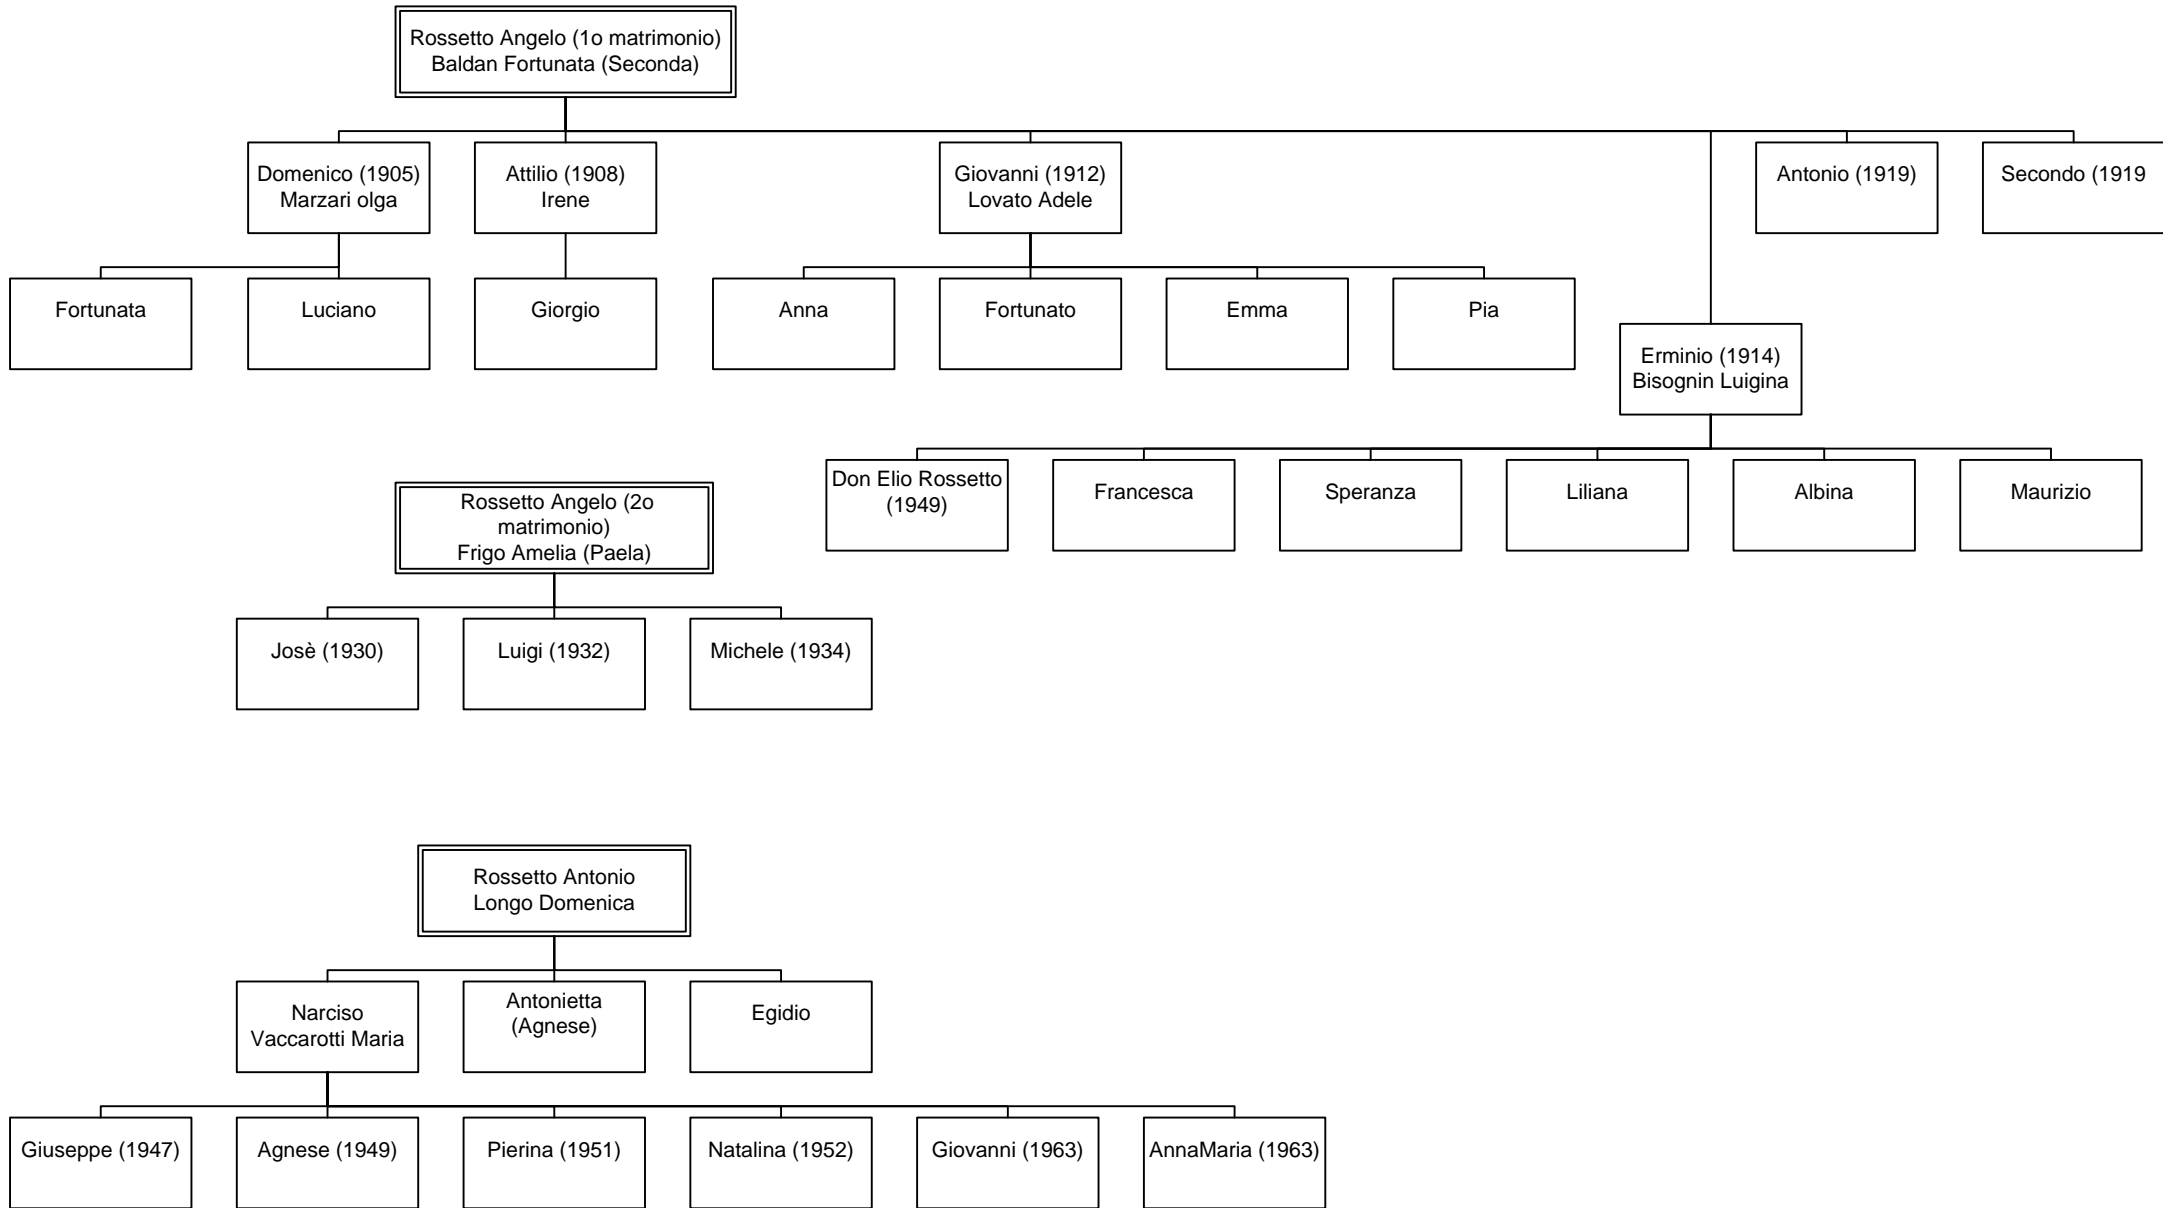 Rossetto Angelo (1o matrimonio)
Baldan Fortunata (Seconda)
Domenico (1905)
Marzari olga
Attilio (1908)
Irene
Giovanni (1912)
Lovato Adele
Antonio (1919)
Secondo (1919
Fortunata
Luciano
Giorgio
Anna
Fortunato
Emma
Pia
Erminio (1914)
Bisognin Luigina
Don Elio Rossetto
(1949)
Francesca
Speranza
Liliana
Albina
Maurizio
Rossetto Angelo (2o
matrimonio)
Frigo Amelia (Paela)
Josè (1930)
Luigi (1932)
Michele (1934)
Rossetto Antonio
Longo Domenica
Narciso
Vaccarotti Maria
Antonietta
(Agnese)
Egidio
Giuseppe (1947)
Agnese (1949)
Pierina (1951)
Natalina (1952)
Giovanni (1963)
AnnaMaria (1963)